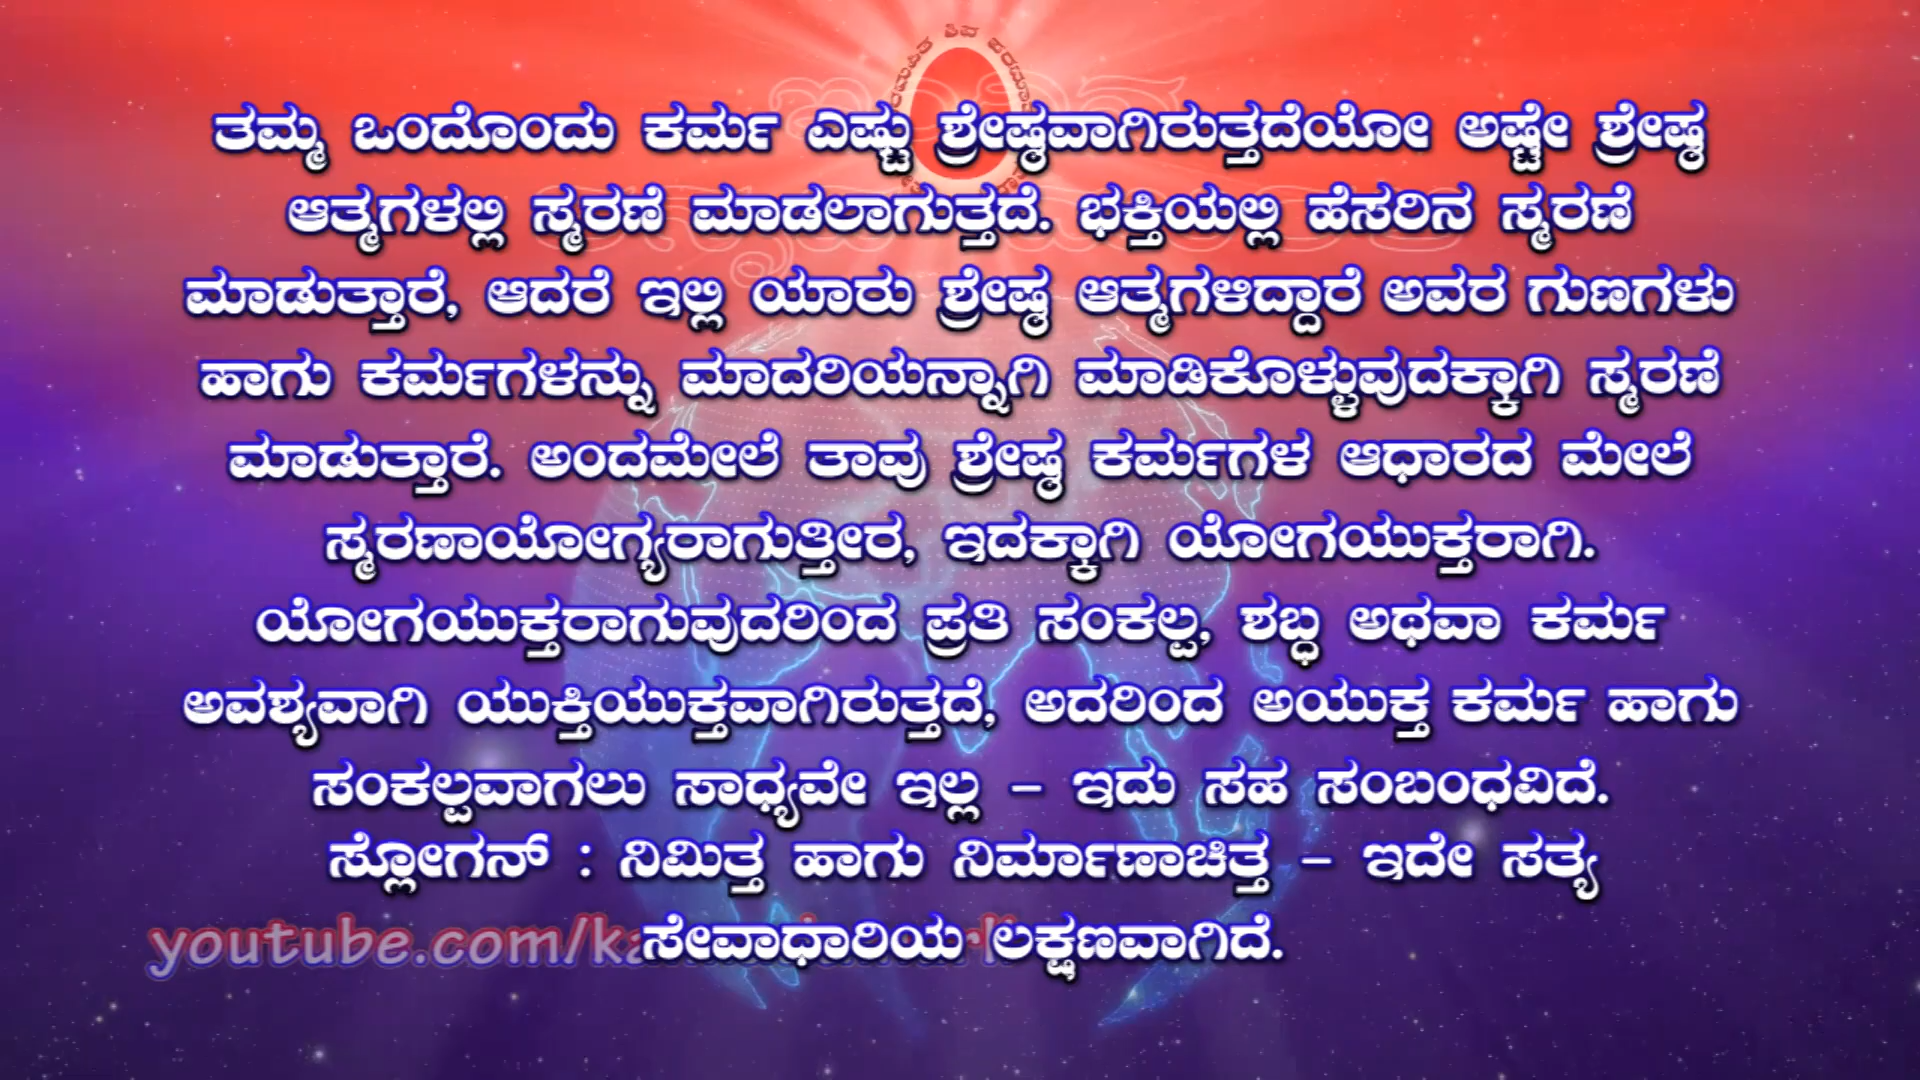 ತಮ್ಮ ಒಂದೊಂದು ಕರ್ಮ ಎಷ್ಟು ಶ್ರೇಷ್ಠವಾಗಿರುತ್ತದೆಯೋ ಅಷ್ಟೇ ಶ್ರೇಷ್ಠ
ಆತ್ಮಗಳಲ್ಲಿ ಸ್ಮರಣೆ ಮಾಡಲಾಗುತ್ತದೆ. ಭಕ್ತಿಯಲ್ಲಿ ಹೆಸರಿನ ಸ್ಮರಣೆ
ಮಾಡುತ್ತಾರೆ, ಆದರೆ ಇಲ್ಲಿ ಯಾರು ಶ್ರೇಷ್ಠ ಆತ್ಮಗಳಿದ್ದಾರೆ ಅವರ ಗುಣಗಳು
ಹಾಗು ಕರ್ಮಗಳನ್ನು ಮಾದರಿಯನ್ನಾಗಿ ಮಾಡಿಕೊಳ್ಳುವುದಕ್ಕಾಗಿ ಸ್ಮರಣೆ
ಮಾಡುತ್ತಾರೆ. ಅಂದಮೇಲೆ ತಾವು ಶ್ರೇಷ್ಠ ಕರ್ಮಗಳ ಆಧಾರದ ಮೇಲೆ
ಸ್ಮರಣಾಯೋಗ್ಯರಾಗುತ್ತೀರ, ಇದಕ್ಕಾಗಿ ಯೋಗಯುಕ್ತರಾಗಿ.
ಯೋಗಯುಕ್ತರಾಗುವುದರಿಂದ ಪ್ರತಿ ಸಂಕಲ್ಪ, ಶಬ್ಧ ಅಥವಾ ಕರ್ಮ
ಅವಶ್ಯವಾಗಿ ಯುಕ್ತಿಯುಕ್ತವಾಗಿರುತ್ತದೆ, ಅದರಿಂದ ಅಯುಕ್ತ ಕರ್ಮ ಹಾಗು
ಸಂಕಲ್ಪವಾಗಲು ಸಾಧ್ಯವೇ ಇಲ್ಲ – ಇದು ಸಹ ಸಂಬಂಧವಿದೆ.
ಸ್ಲೋಗನ್ : ನಿಮಿತ್ತ ಹಾಗು ನಿರ್ಮಾಣಚಿತ್ತ – ಇದೇ ಸತ್ಯ
ಸೇವಾಧಾರಿಯ ಲಕ್ಷಣವಾಗಿದೆ.